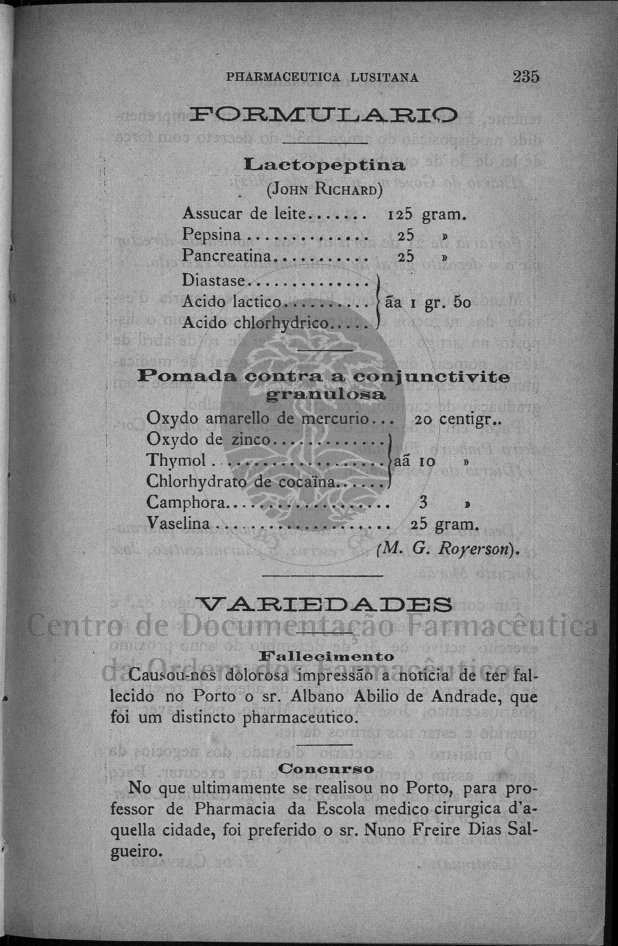 PHARMACEUTICA LUSITANA 235
FORMULARIO
Lactopeptina
(JOHN RICHARD)
Assucar de leite....... 125 gram.
Pepsina .............. 25 »
Pancreatina........... 25 »
Diastase..............
Acido lactico.......... ãa 1 gr. 50
Acido chlorhydrico.....
Pomada contra a conjunctivite
granulosa
Oxydo amarello de mercurio... 20 centigr..
Oxydo de zinco.............
Thymol . .................. aã 10 »
Chlorhydrato de cocaïna......
Camphora.................. 3 »
Vaselina ................... 25 gram.
(M. G. Royerson).
VARIEDADES
Centro de Documentação Farmacêutica
da Ordem dos Farmacêuticos
Fallecimento
Causou-nos dolorosa impressão a noticia de ter fal-
lecido no Porto o sr. Albano Abilio de Andrade, que
foi um distincto pharmaceutico.
Concurso
No que ultimamente se realisou no Porto, para pro-
fessor de Pharmacia da Escola medico cirurgica d'a-
quella cidade, foi preferido o sr. Nuno Freire Dias Sal-
gueiro.